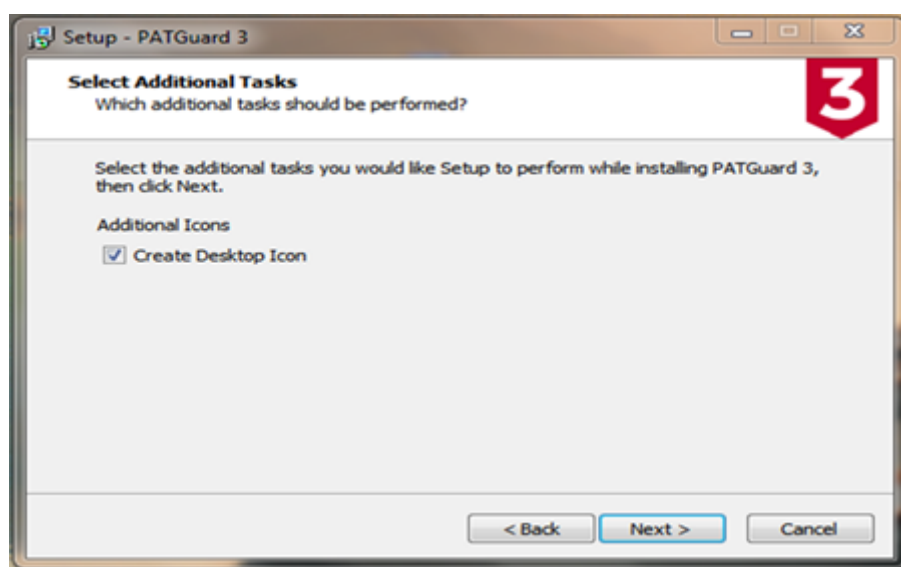 Setup - PATGuard 3
Select Additional Tasks
Which additional tasks should be performed?
3
Select the additional tasks you would like Setup to perform while installing PATGuard 3,
then click Next.
Additional Icons
Create Desktop Icon
< Back Next > Cancel